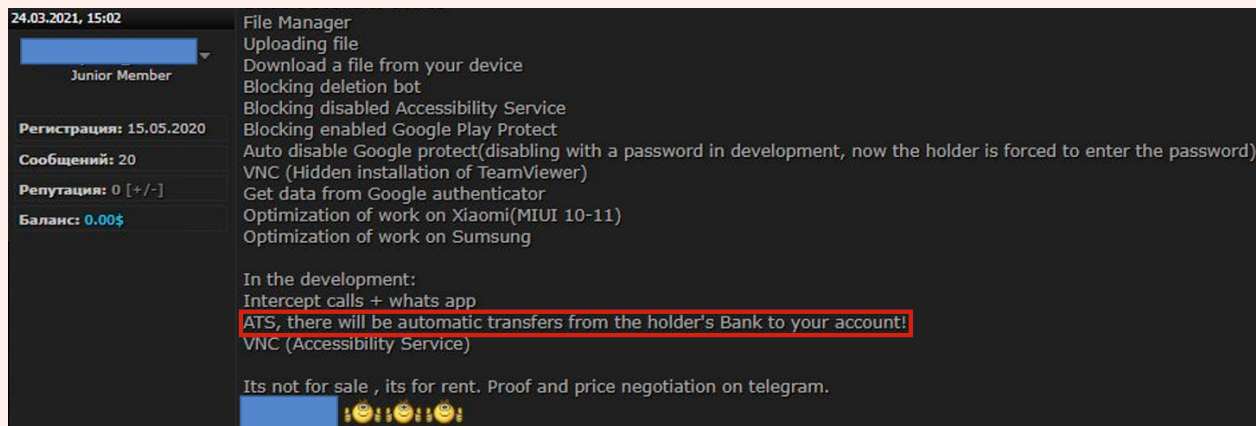 24.03.2021, 15:02
Junior Member
Регистрация: 15.05.2020
Сообщений: 20
Репутация: 0 [+/-]
Баланс: 0.00$
File Manager
Uploading file
Download a file from your device
Blocking deletion bot
Blocking disabled Accessibility Service
Blocking enabled Google Play Protect
Auto disable Google protect(disabling with a password in development, now the holder is forced to enter the password)
VNC (Hidden installation of TeamViewer)
Get data from Google authenticator
Optimization of work on Xiaomi(MIUI 10-11)
Optimization of work on Sumsung
In the development:
Intercept calls + whats app
ATS, there will be automatic transfers from the holder's Bank to your account!
VNC (Accessibility Service)
Its not for sale , its for rent. Proof and price negotiation on telegram.